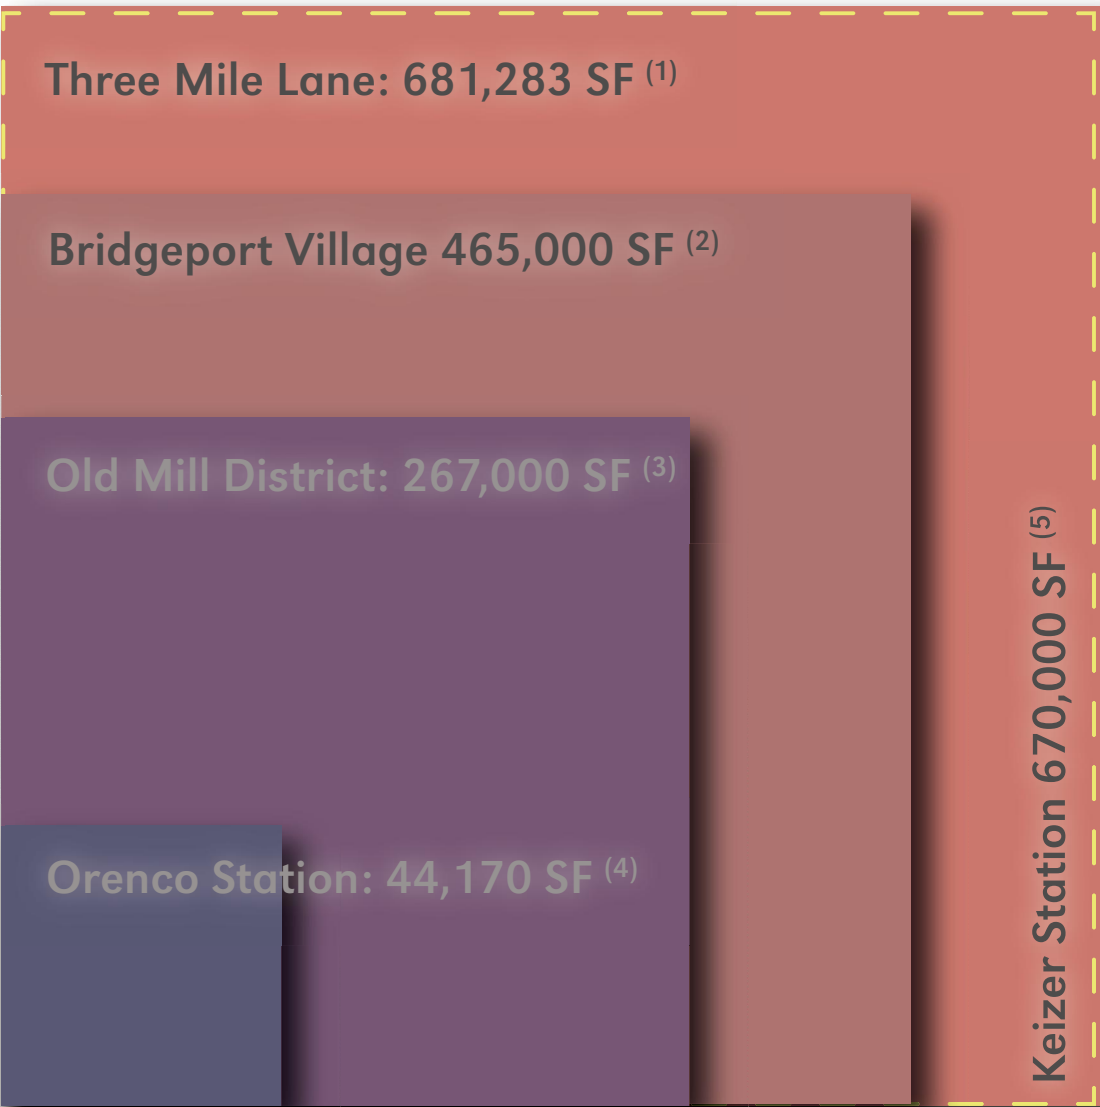 Three Mile Lane: 681,283 SF (1)
Bridgeport Village 465,000 SF (2)
Old Mill District: 267,000 SF (3)
Orenco Station: 44,170 SF (4)
Keizer Station 670,000 SF (5)